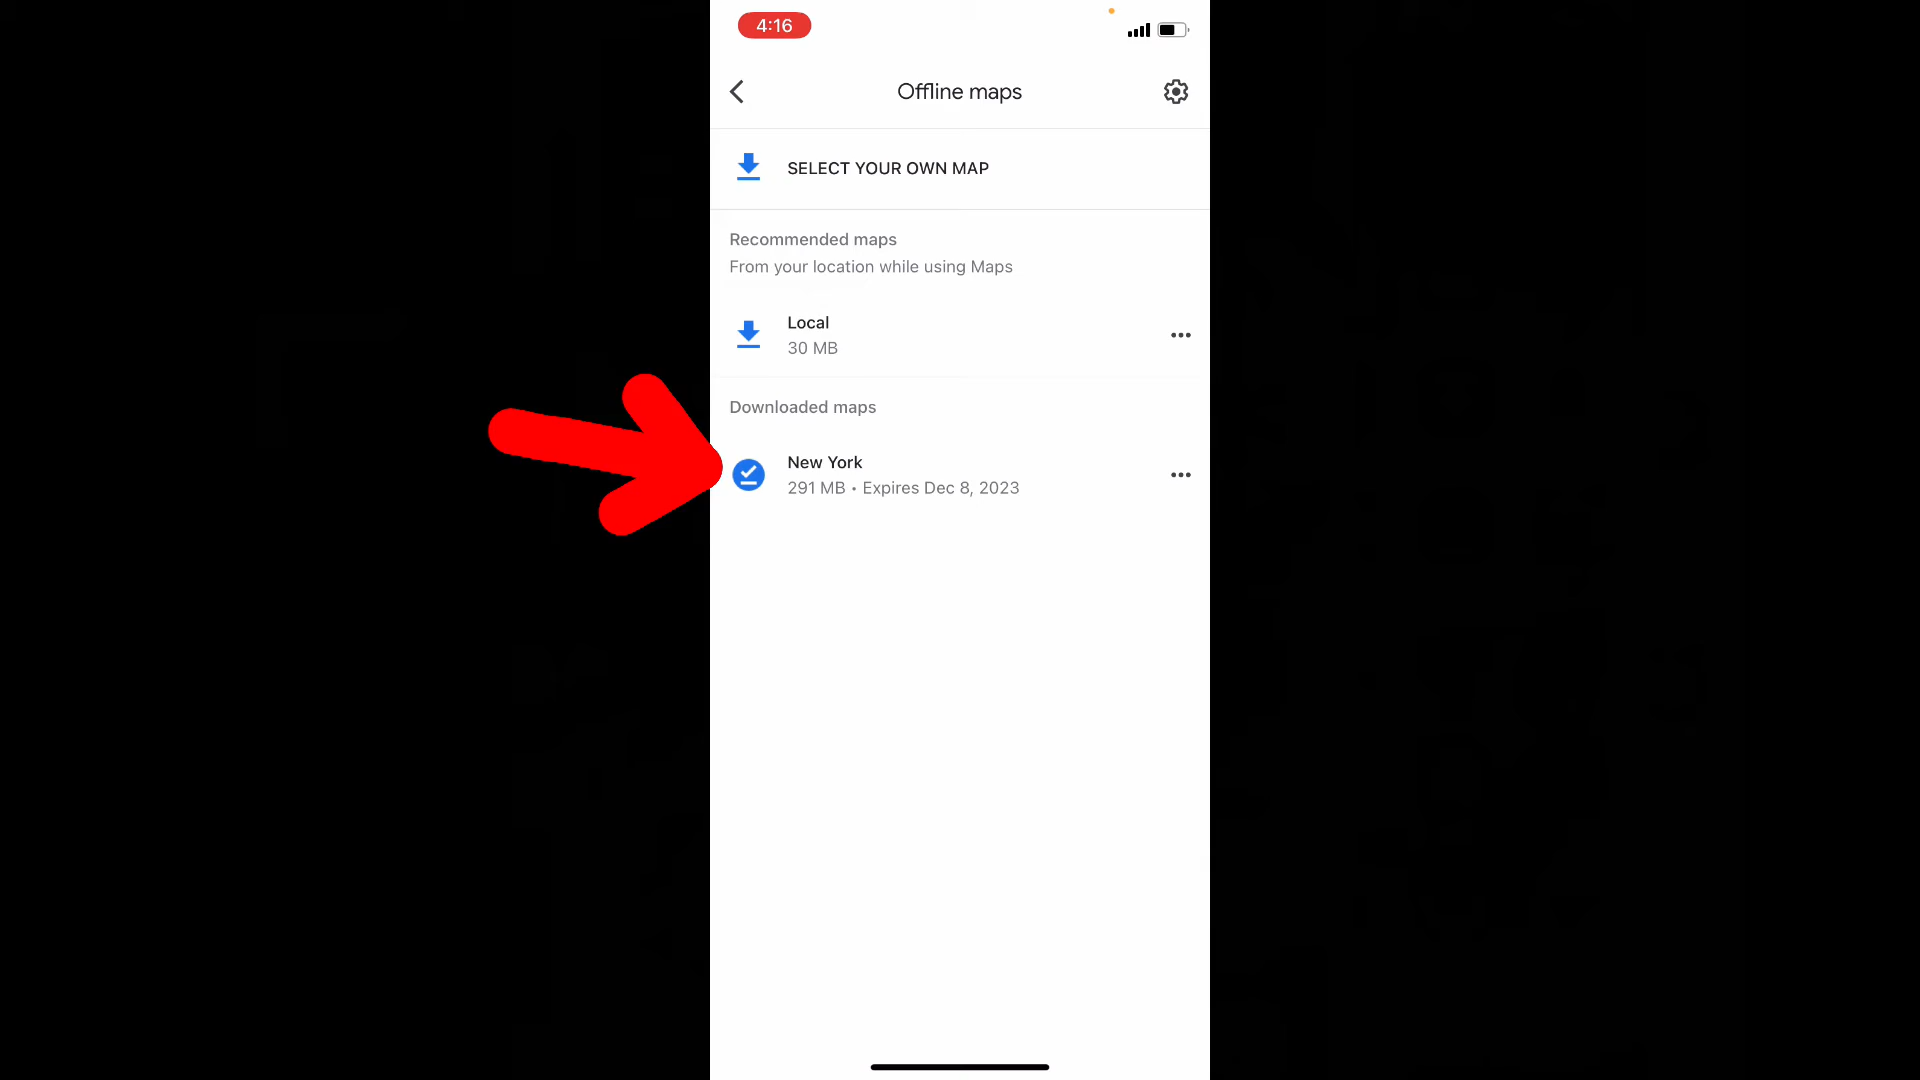 4:16
Offline maps
SELECT YOUR OWN MAP
Recommended maps
From your location while using Maps
Local
30 MB
Downloaded maps
New York
291 MB • Expires Dec 8, 2023